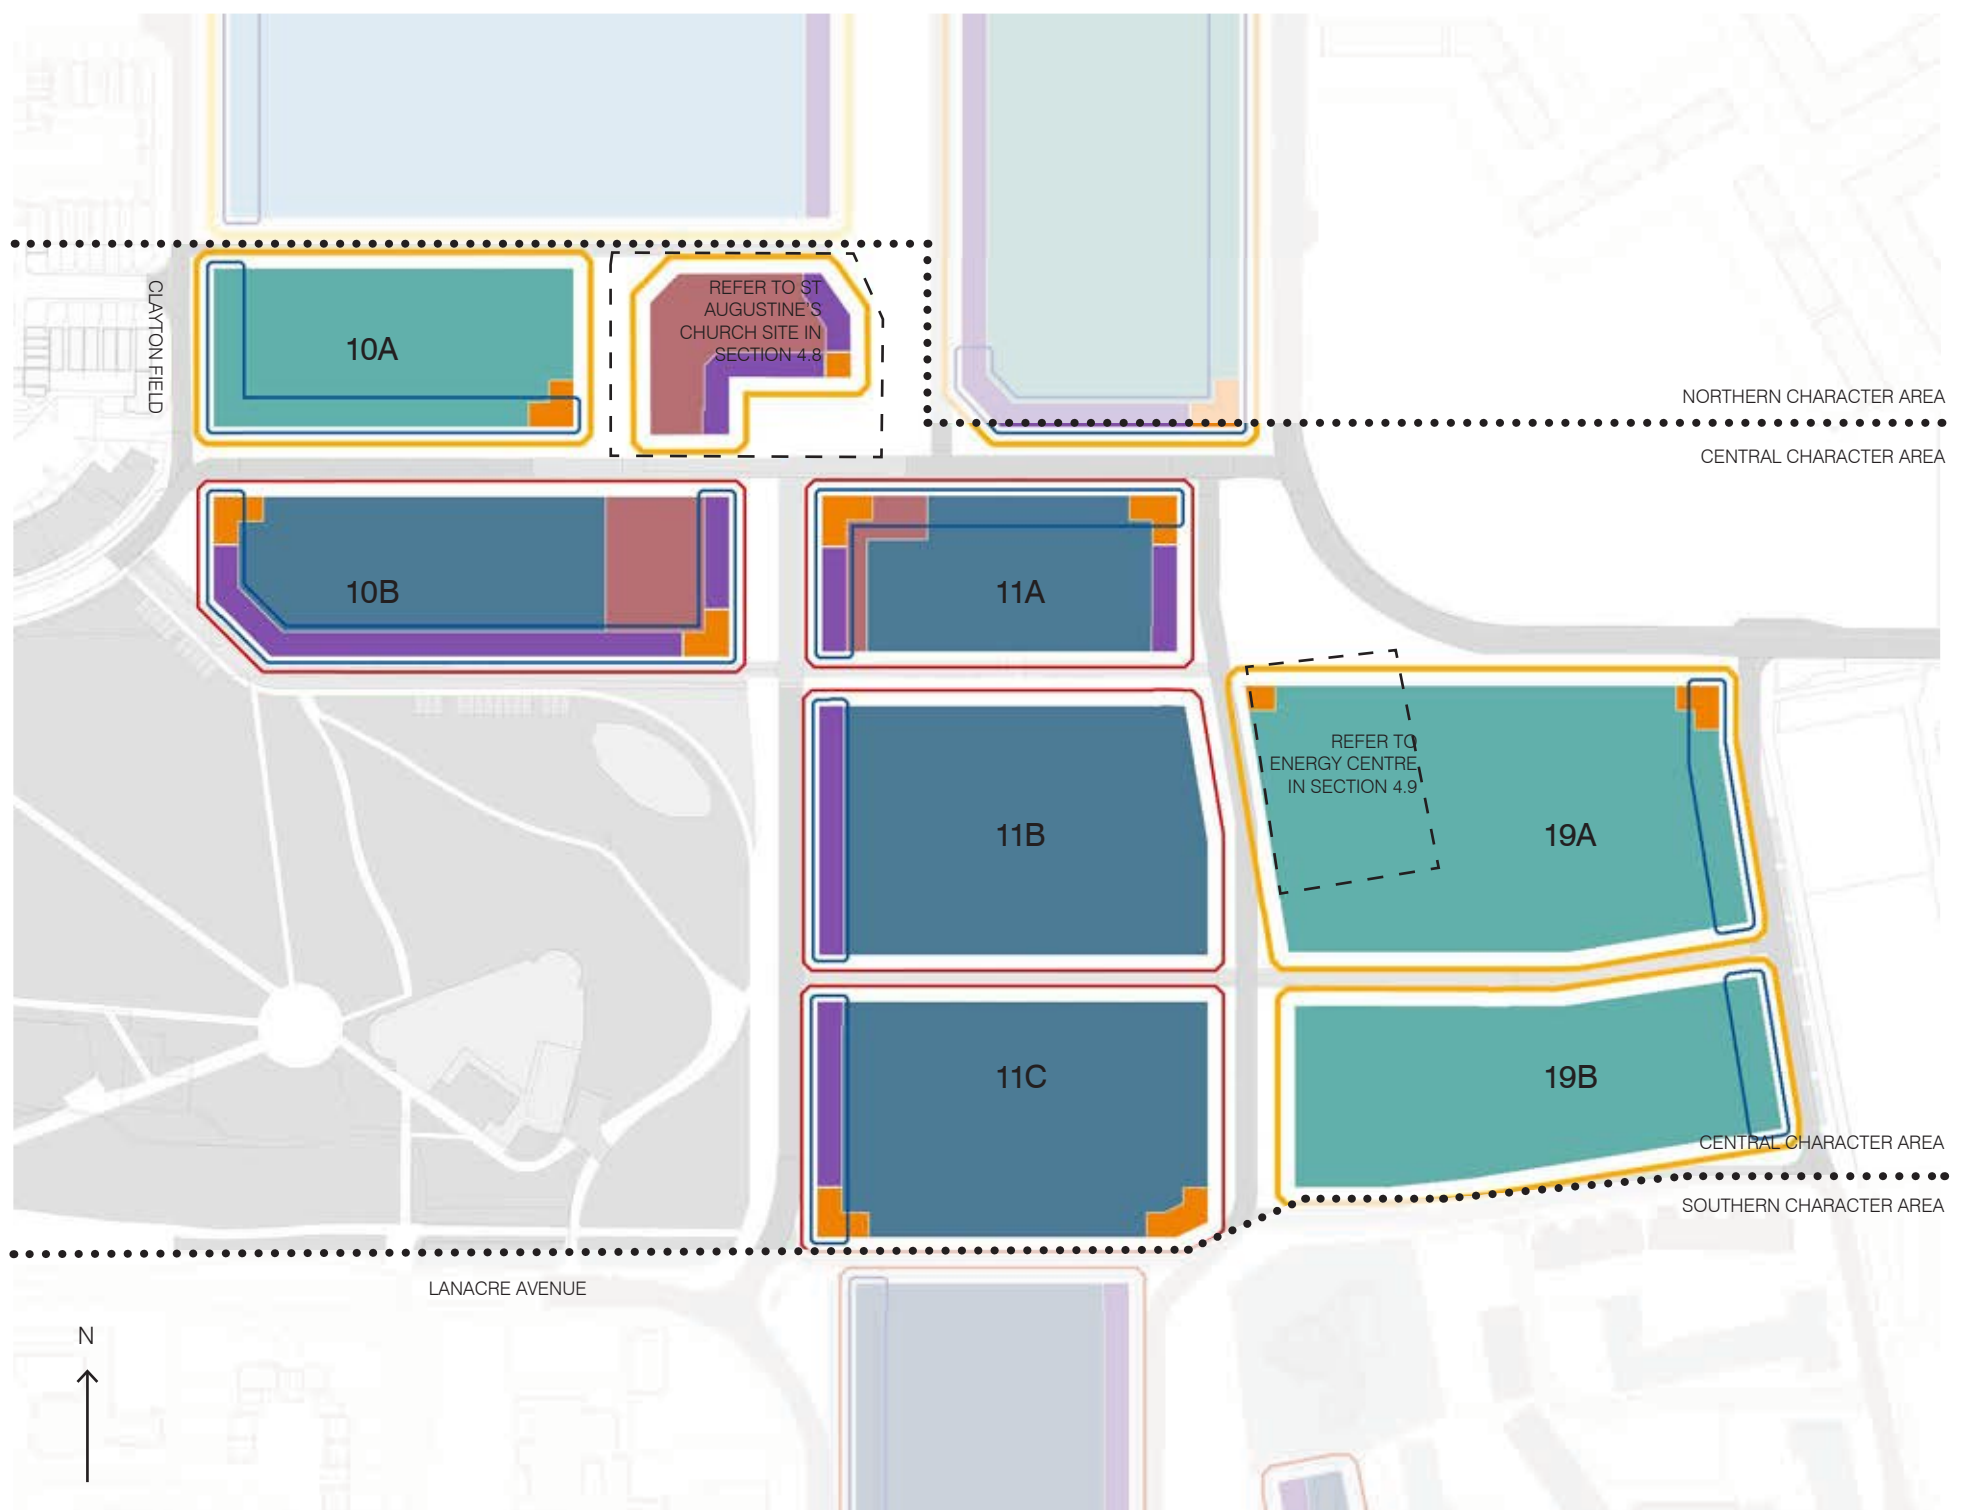 REFER TO ST
AUGUSTINE'S
CHURCH SITE IN
SECTION 4.8
CLAYTON FIELD
10A
NORTHERN CHARACTER AREA
CENTRAL CHARACTER AREA
10B
11A
REFER TO
ENERGY CENTRE
IN SECTION 4.9
11B
19A
11C
19B
CENTRAL CHARACTER AREA
SOUTHERN CHARACTER AREA
LANACRE AVENUE
N